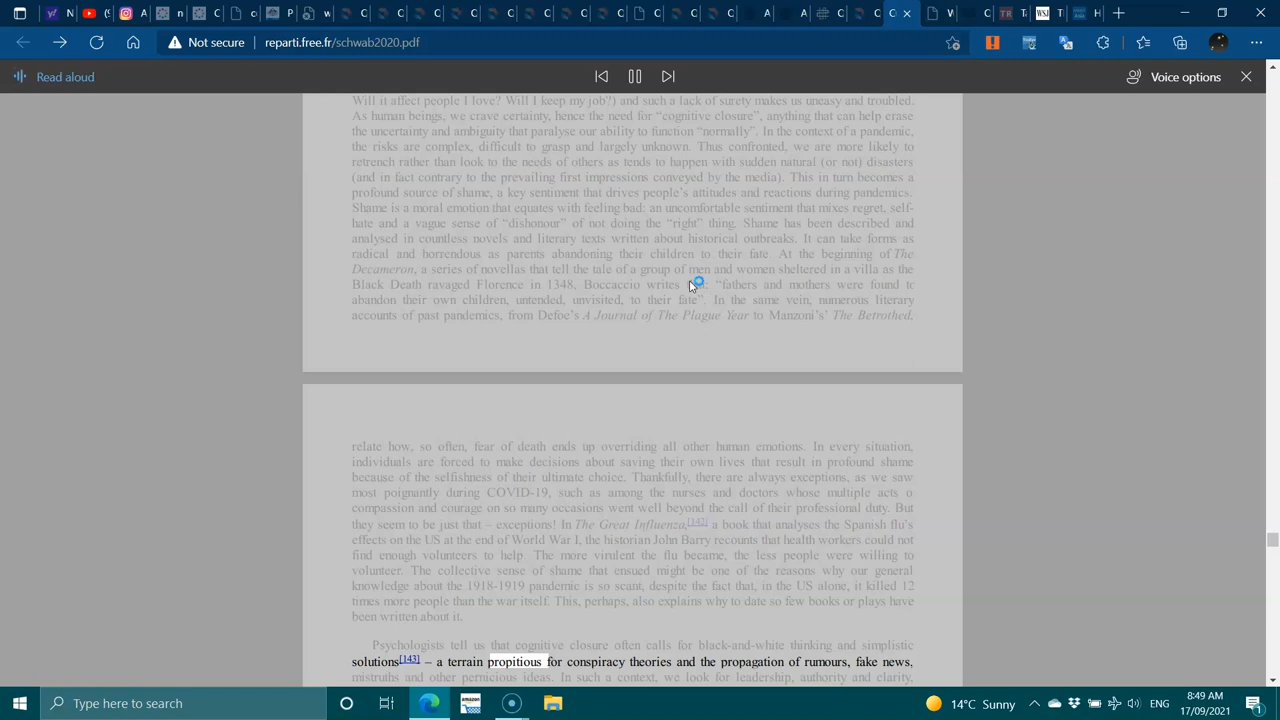 Not secure
reparti.free.fr/schwab2020.pdf
Read aloud
Voice options
Will it affect people I love? Will I keep my job?) and such a lack of surety makes us uneasy and troubled.
As human beings, we crave certainty, hence the need for “cognitive closure”, anything that can help erase
the uncertainty and ambiguity that paralyse our ability to function “normally”. In the context of a pandemic,
the risks are complex, difficult to grasp and largely unknown. Thus confronted, we are more likely to
retrench rather than look to the needs of others as tends to happen with sudden natural (or not) disasters
(and in fact contrary to the prevailing first impressions conveyed by the media). This in turn becomes a
profound source of shame, a key sentiment that drives people’s attitudes and reactions during pandemics.
Shame is a moral emotion that equates with feeling bad: an uncomfortable sentiment that mixes regret, self-
hate and a vague sense of “dishonour” of not doing the “right” thing. Shame has been described and
analysed in countless novels and literary texts written about historical outbreaks. It can take forms as
radical and horrendous as parents abandoning their children to their fate. At the beginning of The
Decameron, a series of novellas that tell the tale of a group of men and women sheltered in a villa as the
Black Death ravaged Florence in 1348, Boccaccio writes “fathers and mothers were found to
abandon their own children, untended, unvisited, to their fate”. In the same vein, numerous literary
accounts of past pandemics, from Defoe’s A Journal of The Plague Year to Manzoni’s’ The Betrothed,
relate how, so often, fear of death ends up overriding all other human emotions. In every situation,
individuals are forced to make decisions about saving their own lives that result in profound shame
because of the selfishness of their ultimate choice. Thankfully, there are always exceptions, as we saw
most poignantly during COVID-19, such as among the nurses and doctors whose multiple acts o
compassion and courage on so many occasions went well beyond the call of their professional duty. But
they seem to be just that – exceptions! In The Great Influenza,[142] a book that analyses the Spanish flu’s
effects on the US at the end of World War I, the historian John Barry recounts that health workers could not
find enough volunteers to help. The more virulent the flu became, the less people were willing to
volunteer. The collective sense of shame that ensued might be one of the reasons why our general
knowledge about the 1918-1919 pandemic is so scant, despite the fact that, in the US alone, it killed 12
times more people than the war itself. This, perhaps, also explains why to date so few books or plays have
been written about it.
Psychologists tell us that cognitive closure often calls for black-and-white thinking and simplistic
solutions[143] – a terrain propitious for conspiracy theories and the propagation of rumours, fake news,
mistruths and other pernicious ideas. In such a context, we look for leadership, authority and clarity,
Type here to search
14°C Sunny
ENG
8:49 AM
17/09/2021